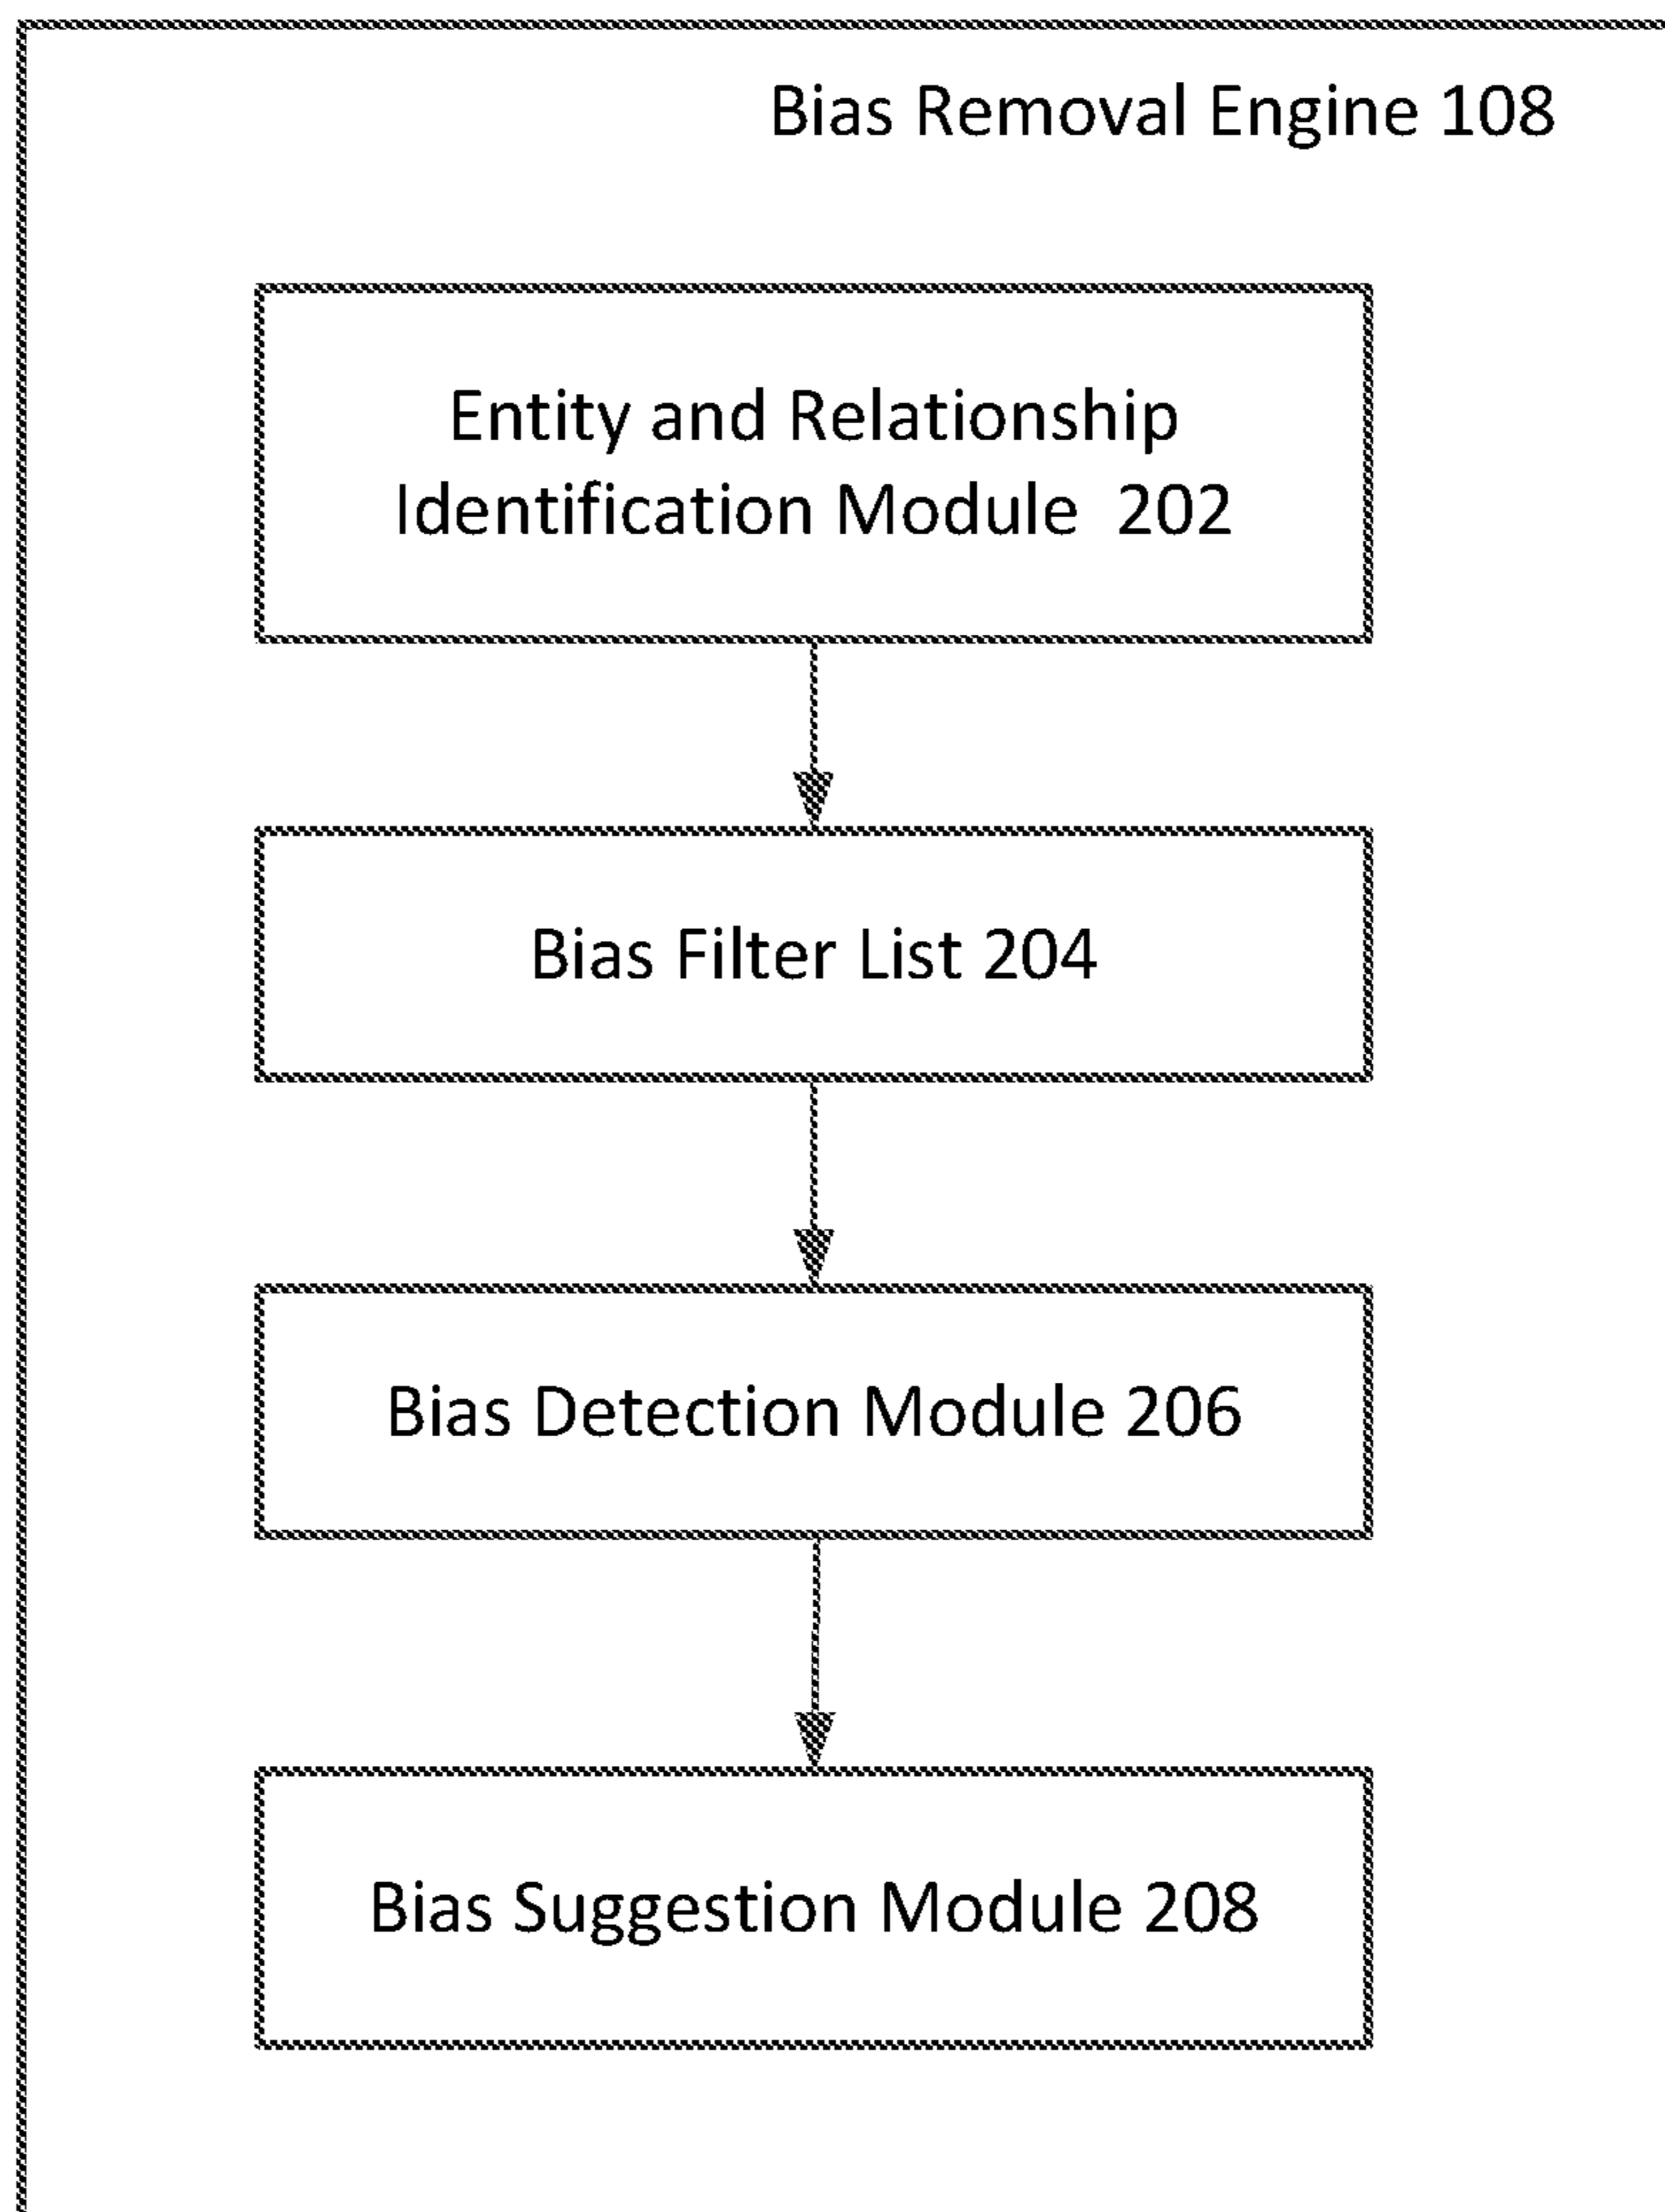 Bias Removal Engine 108
Entity and Relationship
Identification Module 202
Bias Filter List 204
Bias Detection Module 206
Bias Suggestion Module 208